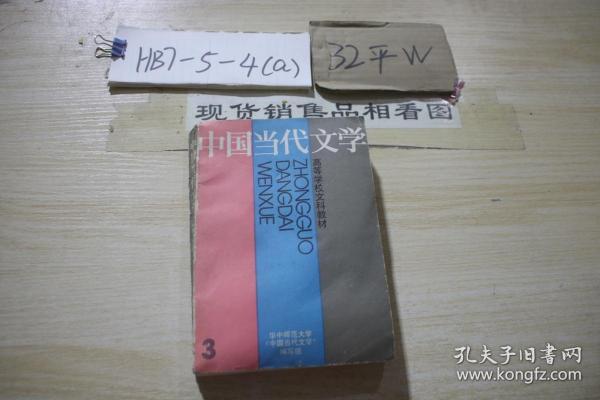 HB7-5-4(a)
32平W
现货销售品相看图
中国当代文学
高等学校文科教材
ZHONGGUO
DANGDAI
WENXUE
3
华中师范大学
《中国当代文学》
编写组
孔夫子旧书网
www.kongfz.com